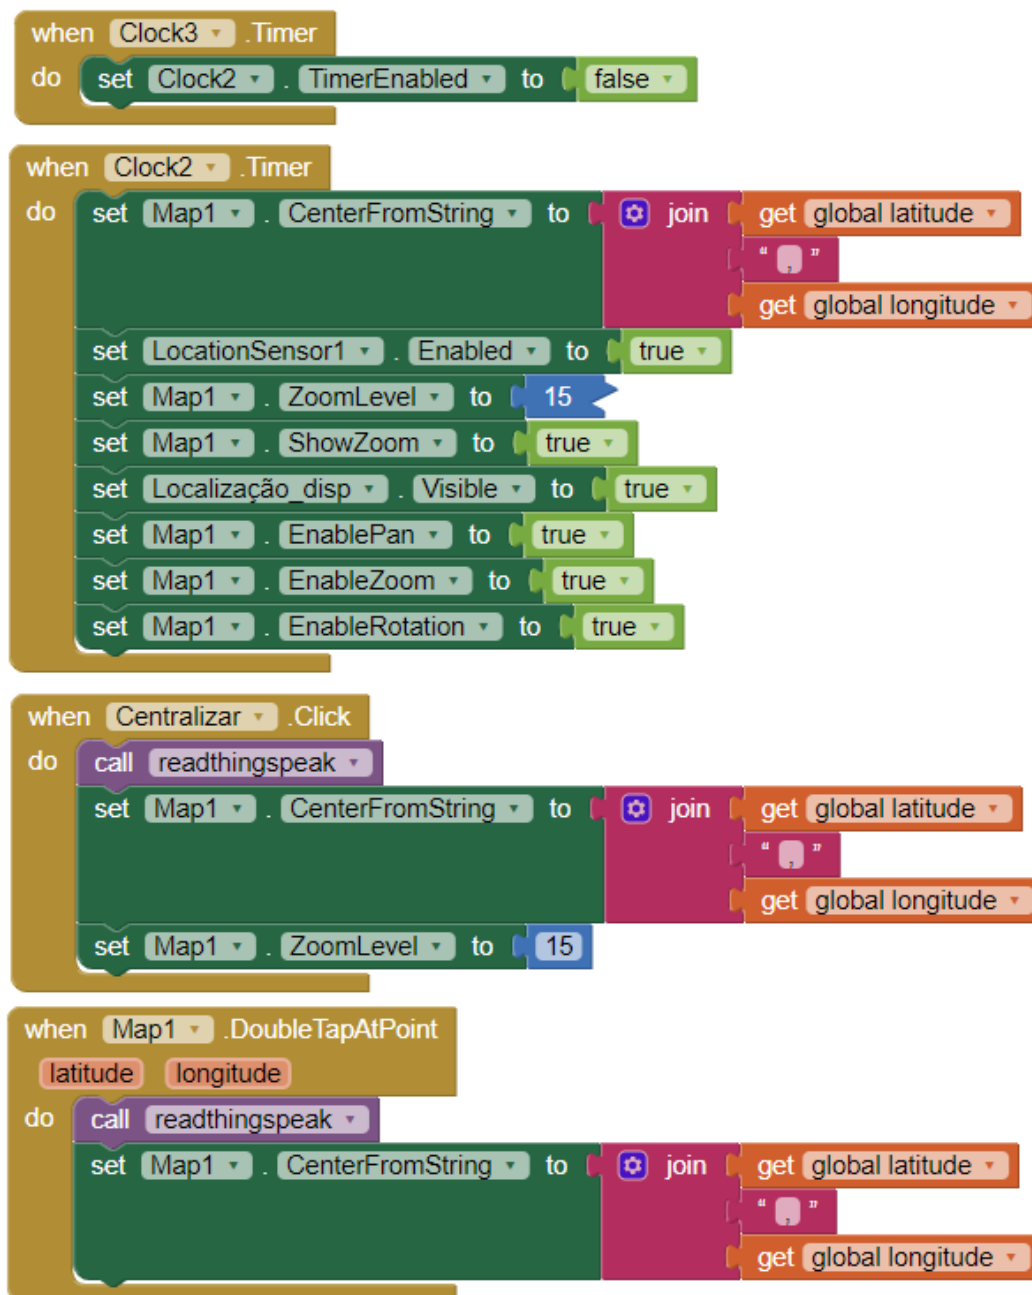 when Clock3 .Timer
do set Clock2 . TimerEnabled to false
when Clock2 .Timer
do set Map1 . CenterFromString to join get global latitude
" , "
get global longitude
set LocationSensor1 . Enabled to true
set Map1 . ZoomLevel to 15
set Map1 . ShowZoom to true
set Localização_disp . Visible to true
set Map1 . EnablePan to true
set Map1 . EnableZoom to true
set Map1 . EnableRotation to true
when Centralizar .Click
do call readthingspeak
set Map1 . CenterFromString to join get global latitude
" , "
get global longitude
set Map1 . ZoomLevel to 15
when Map1 .DoubleTapAtPoint
latitude longitude
do call readthingspeak
set Map1 . CenterFromString to join get global latitude
" , "
get global longitude